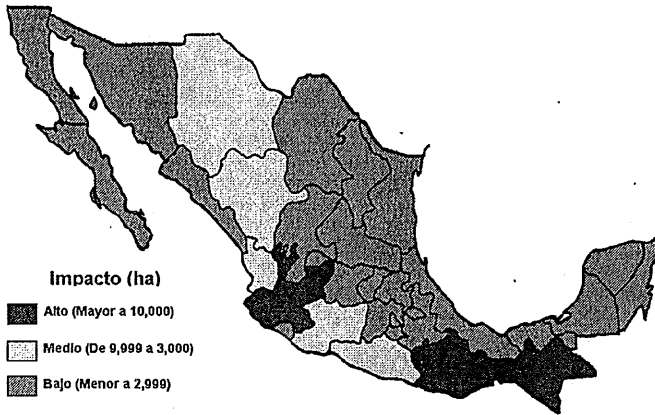 Impacto (ha)
Alto (Mayor a 10,000)
Medio (De 9,999 a 3,000)
Bajo (Menor a 2,999)